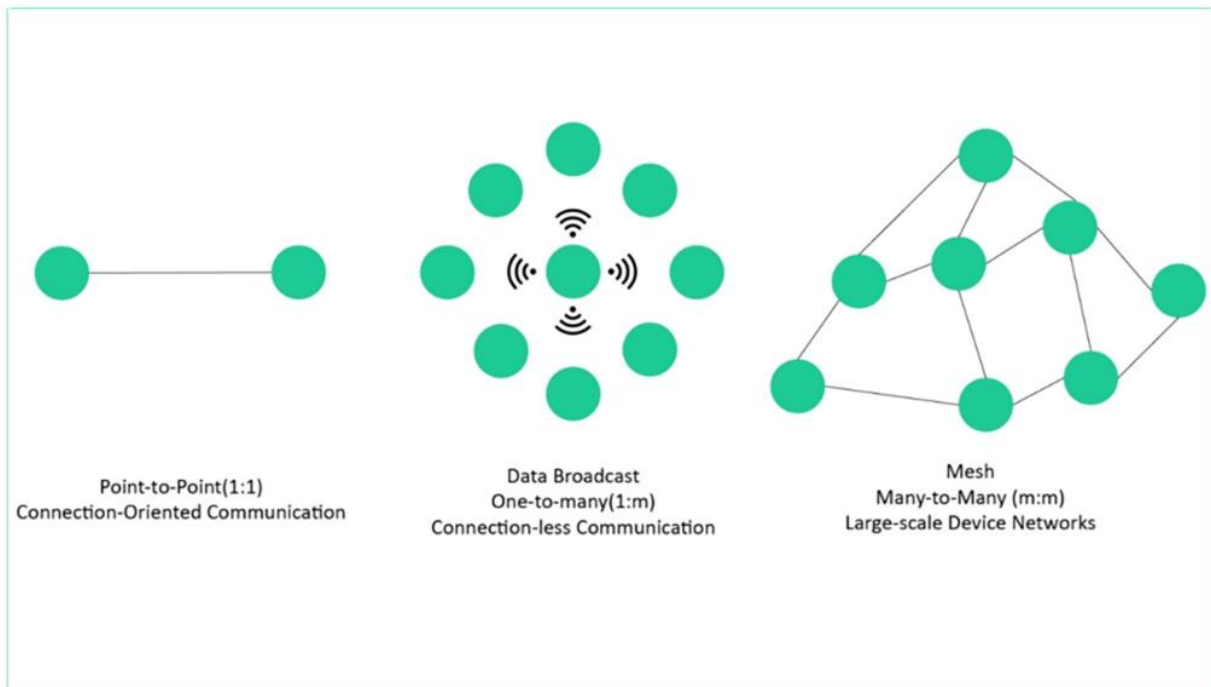 Point-to-Point(1:1)
Connection-Oriented Communication
Data Broadcast
One-to-many(1:m)
Connection-less Communication
Mesh
Many-to-Many (m:m)
Large-scale Device Networks